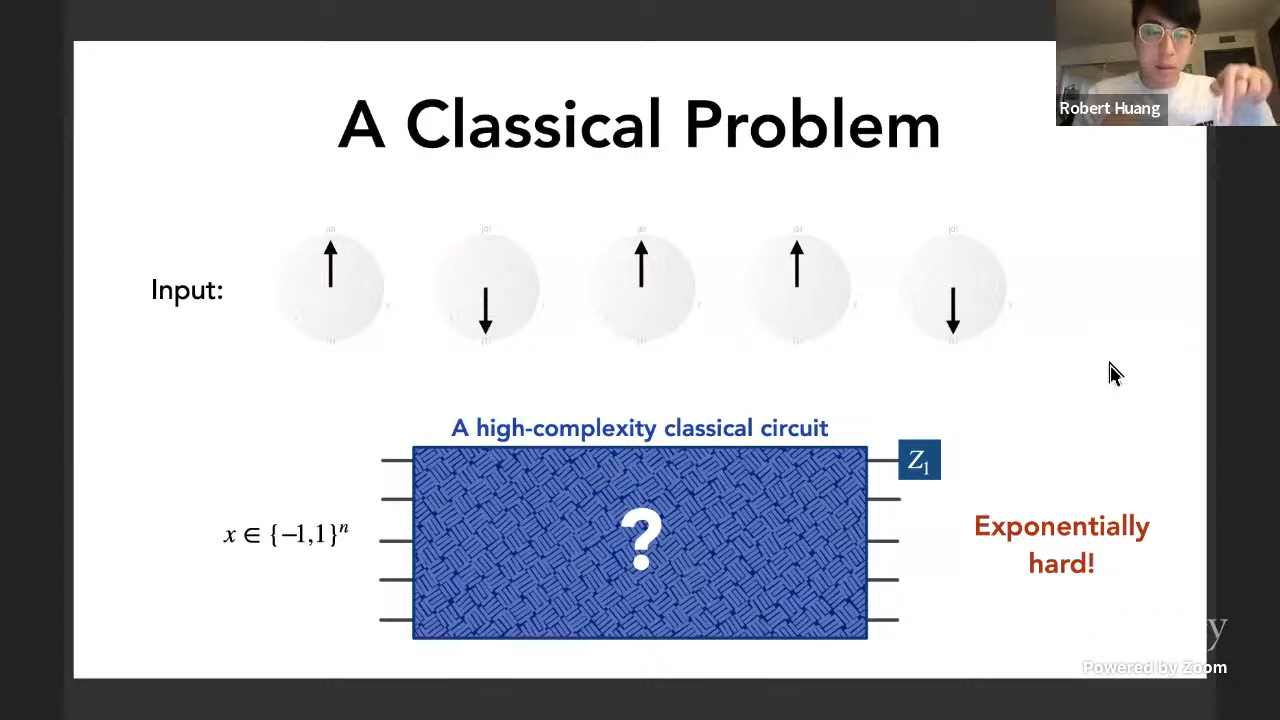 A Classical Problem
Robert Huang
Input:
A high-complexity classical circuit
Z₁
x ∈ {−1,1}ⁿ
?
Exponentially
hard!
Powered by Zoom